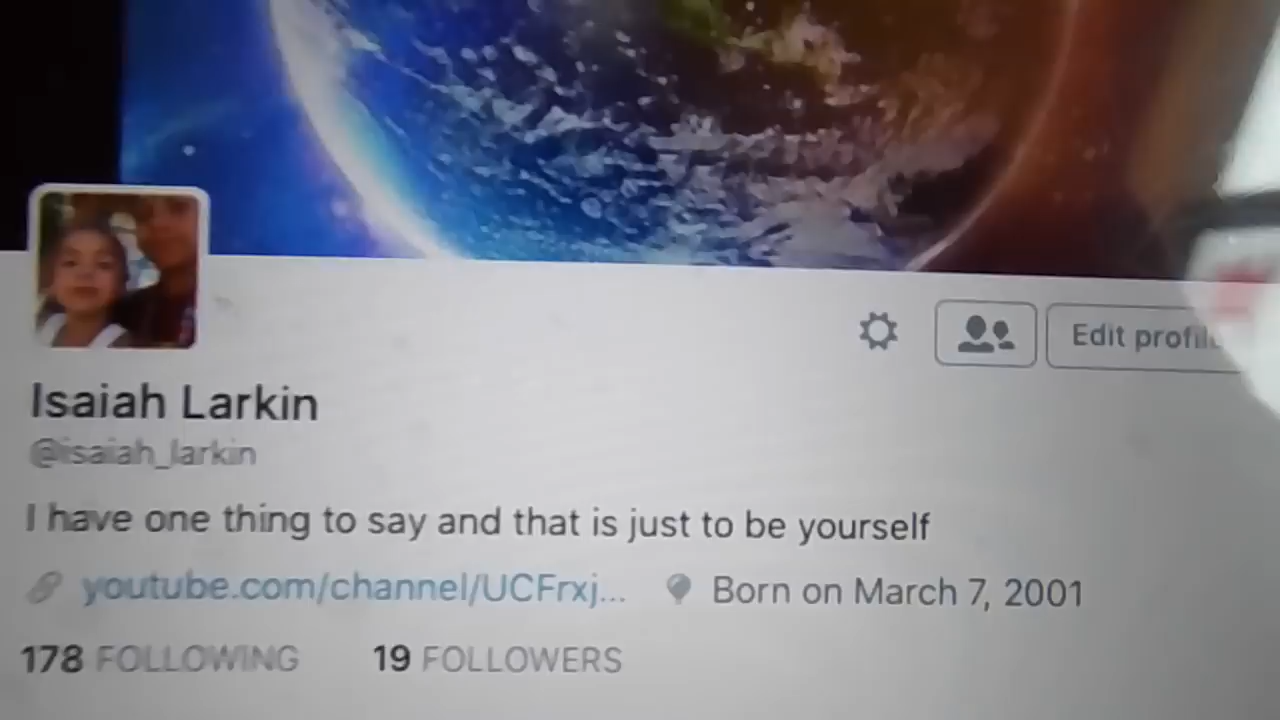 Edit profile
Isaiah Larkin
@isaiah_larkin
I have one thing to say and that is just to be yourself
youtube.com/channel/UCFrxj... Born on March 7, 2001
178 FOLLOWING 19 FOLLOWERS